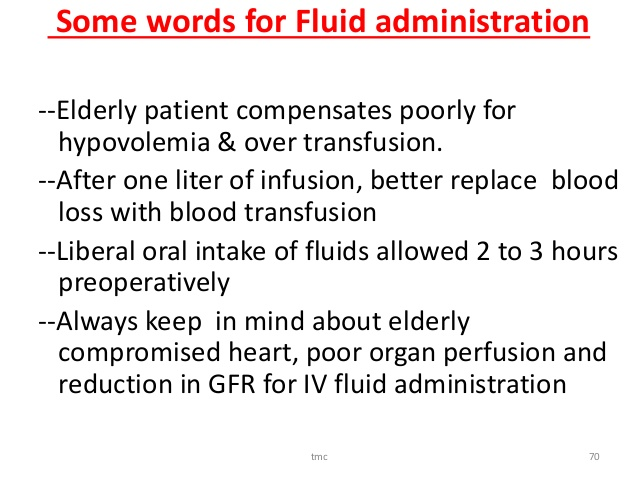 Some words for Fluid administration
--Elderly patient compensates poorly for
hypovolemia & over transfusion.
--After one liter of infusion, better replace  blood
loss with blood transfusion
--Liberal oral intake of fluids allowed 2 to 3 hours
preoperatively
--Always keep  in mind about elderly
compromised heart, poor organ perfusion and
reduction in GFR for IV fluid administration
tmc
70